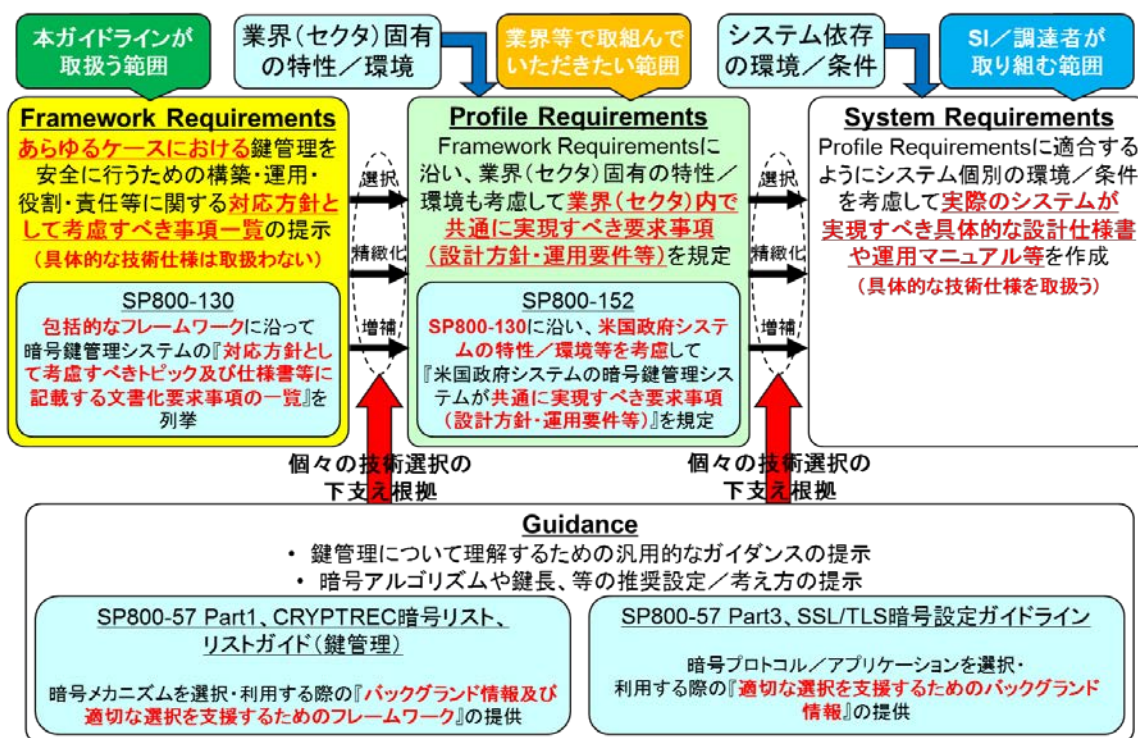 本ガイドラインが
取扱う範囲
業界(セクタ)固有
の特性/環境
業界等で取組んで
いただきたい範囲
システム依存
の環境/条件
SI/調達者が
取り組む範囲
Framework Requirements
あらゆるケースにおける鍵管理を
安全に行うための構築・運用・
役割・責任等に関する対応方針と
して考慮すべき事項一覧の提示
(具体的な技術仕様は取扱わない)
SP800-130
包括的なフレームワークに沿って
暗号鍵管理システムの『対応方針とし
て考慮すべきトピック及び仕様書等に
記載する文書化要求事項の一覧』を
列挙
選択
精緻化
増補
Profile Requirements
Framework Requirementsに
沿い、業界(セクタ)固有の特性/
環境も考慮して業界(セクタ)内で
共通に実現すべき要求事項
(設計方針・運用要件等)を規定
SP800-152
SP800-130に沿い、米国政府シス
テムの特性/環境等を考慮して
『米国政府システムの暗号鍵管理シス
テムが共通に実現すべき要求事項
(設計方針・運用要件等)』を規定
選択
精緻化
増補
System Requirements
Profile Requirementsに適合する
ようにシステム個別の環境/条件
を考慮して実際のシステムが
実現すべき具体的な設計仕様書
や運用マニュアル等を作成
(具体的な技術仕様を取扱う)
個々の技術選択の
下支え根拠
個々の技術選択の
下支え根拠
Guidance
• 鍵管理について理解するための汎用的なガイダンスの提示
• 暗号アルゴリズムや鍵長、等の推奨設定/考え方の提示
SP800-57 Part1、CRYPTREC暗号リスト、
リストガイド(鍵管理)
暗号メカニズムを選択・利用する際の『バックグランド情報及び
適切な選択を支援するためのフレームワーク』の提供
SP800-57 Part3、SSL/TLS暗号設定ガイドライン
暗号プロトコル/アプリケーションを選択・
利用する際の『適切な選択を支援するためのバックグランド
情報』の提供